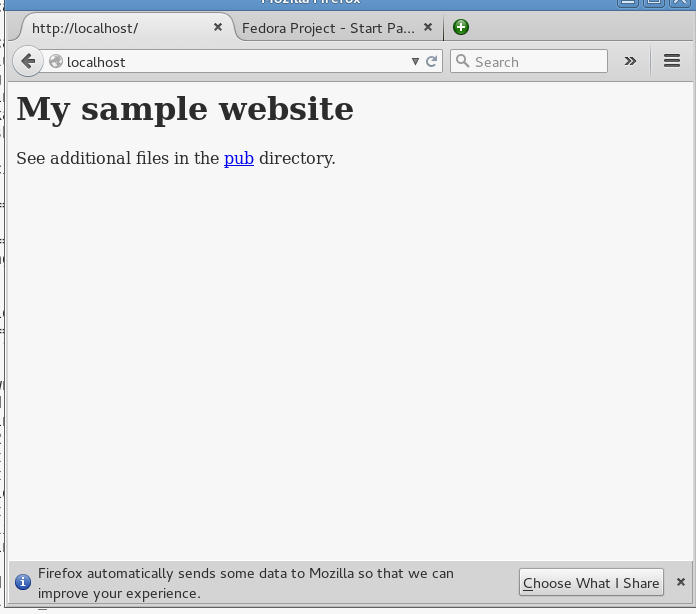 Mozilla Firefox
http://localhost/
Fedora Project - Start Pa...
localhost
Search
My sample website
See additional files in the pub directory.
Firefox automatically sends some data to Mozilla so that we can
improve your experience.
Choose What I Share